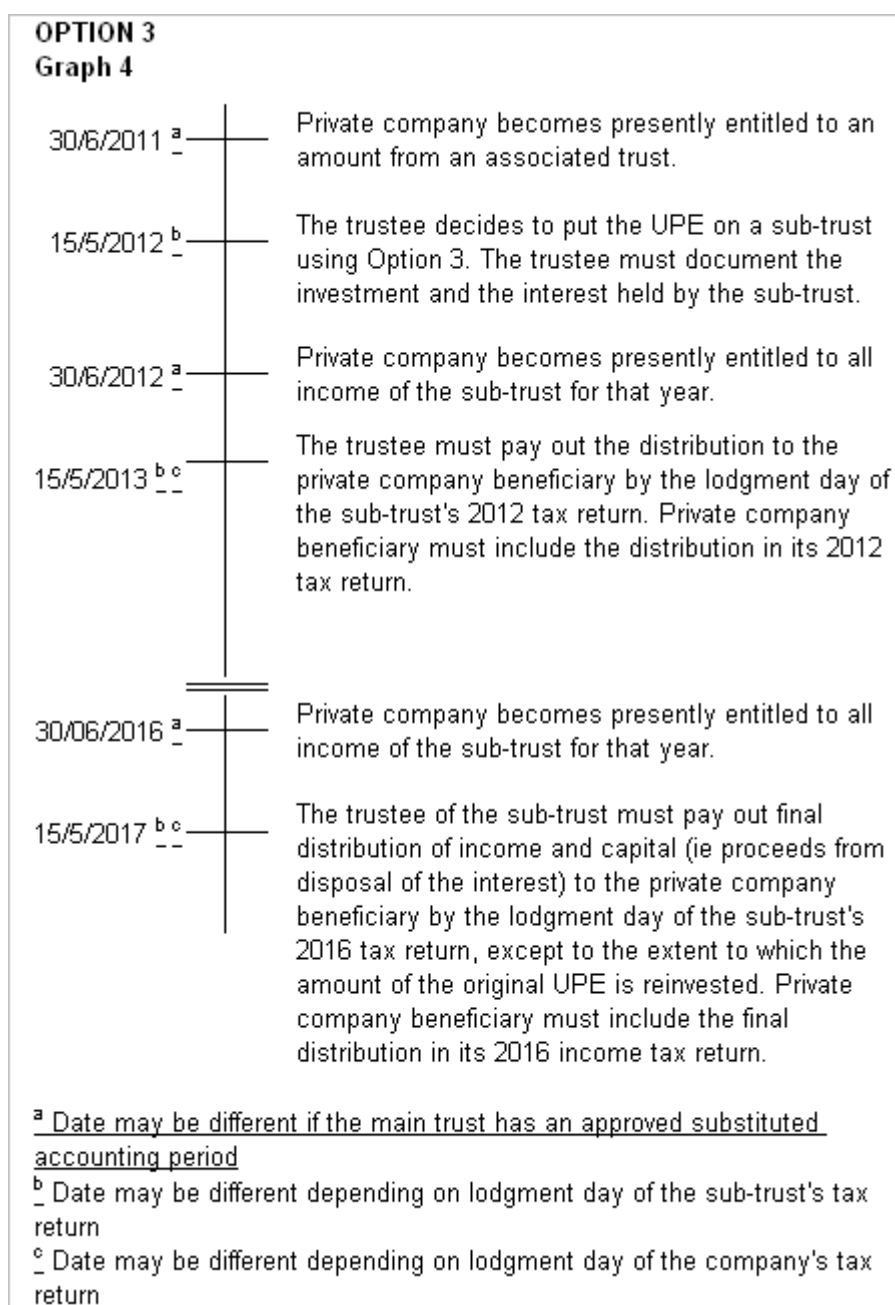 OPTION 3
Graph 4
30/6/2011 a
Private company becomes presently entitled to an
amount from an associated trust.
15/5/2012 b
The trustee decides to put the UPE on a sub-trust
using Option 3. The trustee must document the
investment and the interest held by the sub-trust.
30/6/2012 a
Private company becomes presently entitled to all
income of the sub-trust for that year.
15/5/2013 b c
The trustee must pay out the distribution to the
private company beneficiary by the lodgment day of
the sub-trust's 2012 tax return. Private company
beneficiary must include the distribution in its 2012
tax return.
30/06/2016 a
Private company becomes presently entitled to all
income of the sub-trust for that year.
15/5/2017 b c
The trustee of the sub-trust must pay out final
distribution of income and capital (ie proceeds from
disposal of the interest) to the private company
beneficiary by the lodgment day of the sub-trust's
2016 tax return, except to the extent to which the
amount of the original UPE is reinvested. Private
company beneficiary must include the final
distribution in its 2016 income tax return.
a Date may be different if the main trust has an approved substituted
accounting period
b Date may be different depending on lodgment day of the sub-trust's tax
return
c Date may be different depending on lodgment day of the company's tax
return